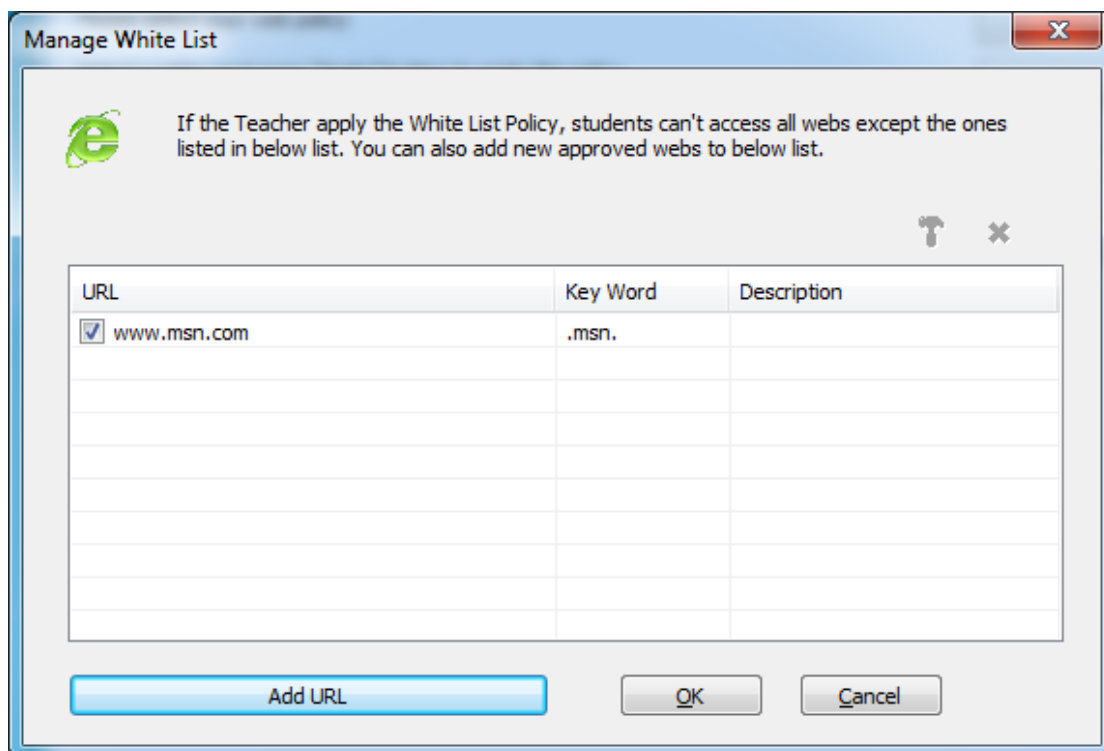 Manage White List
If the Teacher apply the White List Policy, students can't access all webs except the ones
listed in below list. You can also add new approved webs to below list.
URL Key Word Description
www.msn.com .msn.
Add URL OK Cancel